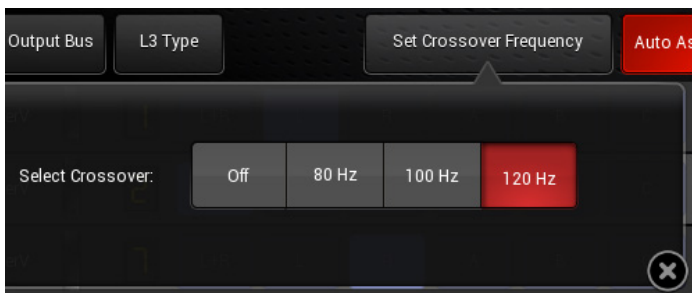 Output Bus
L3 Type
Set Crossover Frequency
Auto As
Select Crossover:
Off
80 Hz
100 Hz
120 Hz